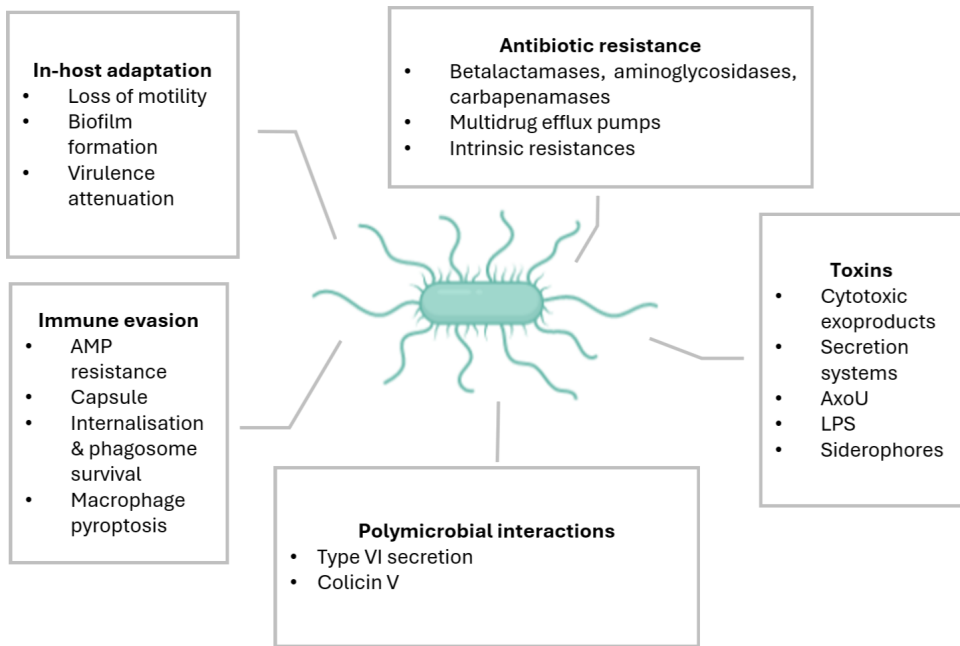 In-host adaptation
• Loss of motility
• Biofilm
formation
• Virulence
attenuation
Antibiotic resistance
• Betalactamases, aminoglycosidases,
carbapenamases
• Multidrug efflux pumps
• Intrinsic resistances
Immune evasion
• AMP
resistance
• Capsule
• Internalisation
& phagosome
survival
• Macrophage
pyroptosis
Toxins
• Cytotoxic
exoproducts
• Secretion
systems
• AxoU
• LPS
• Siderophores
Polymicrobial interactions
• Type VI secretion
• Colicin V